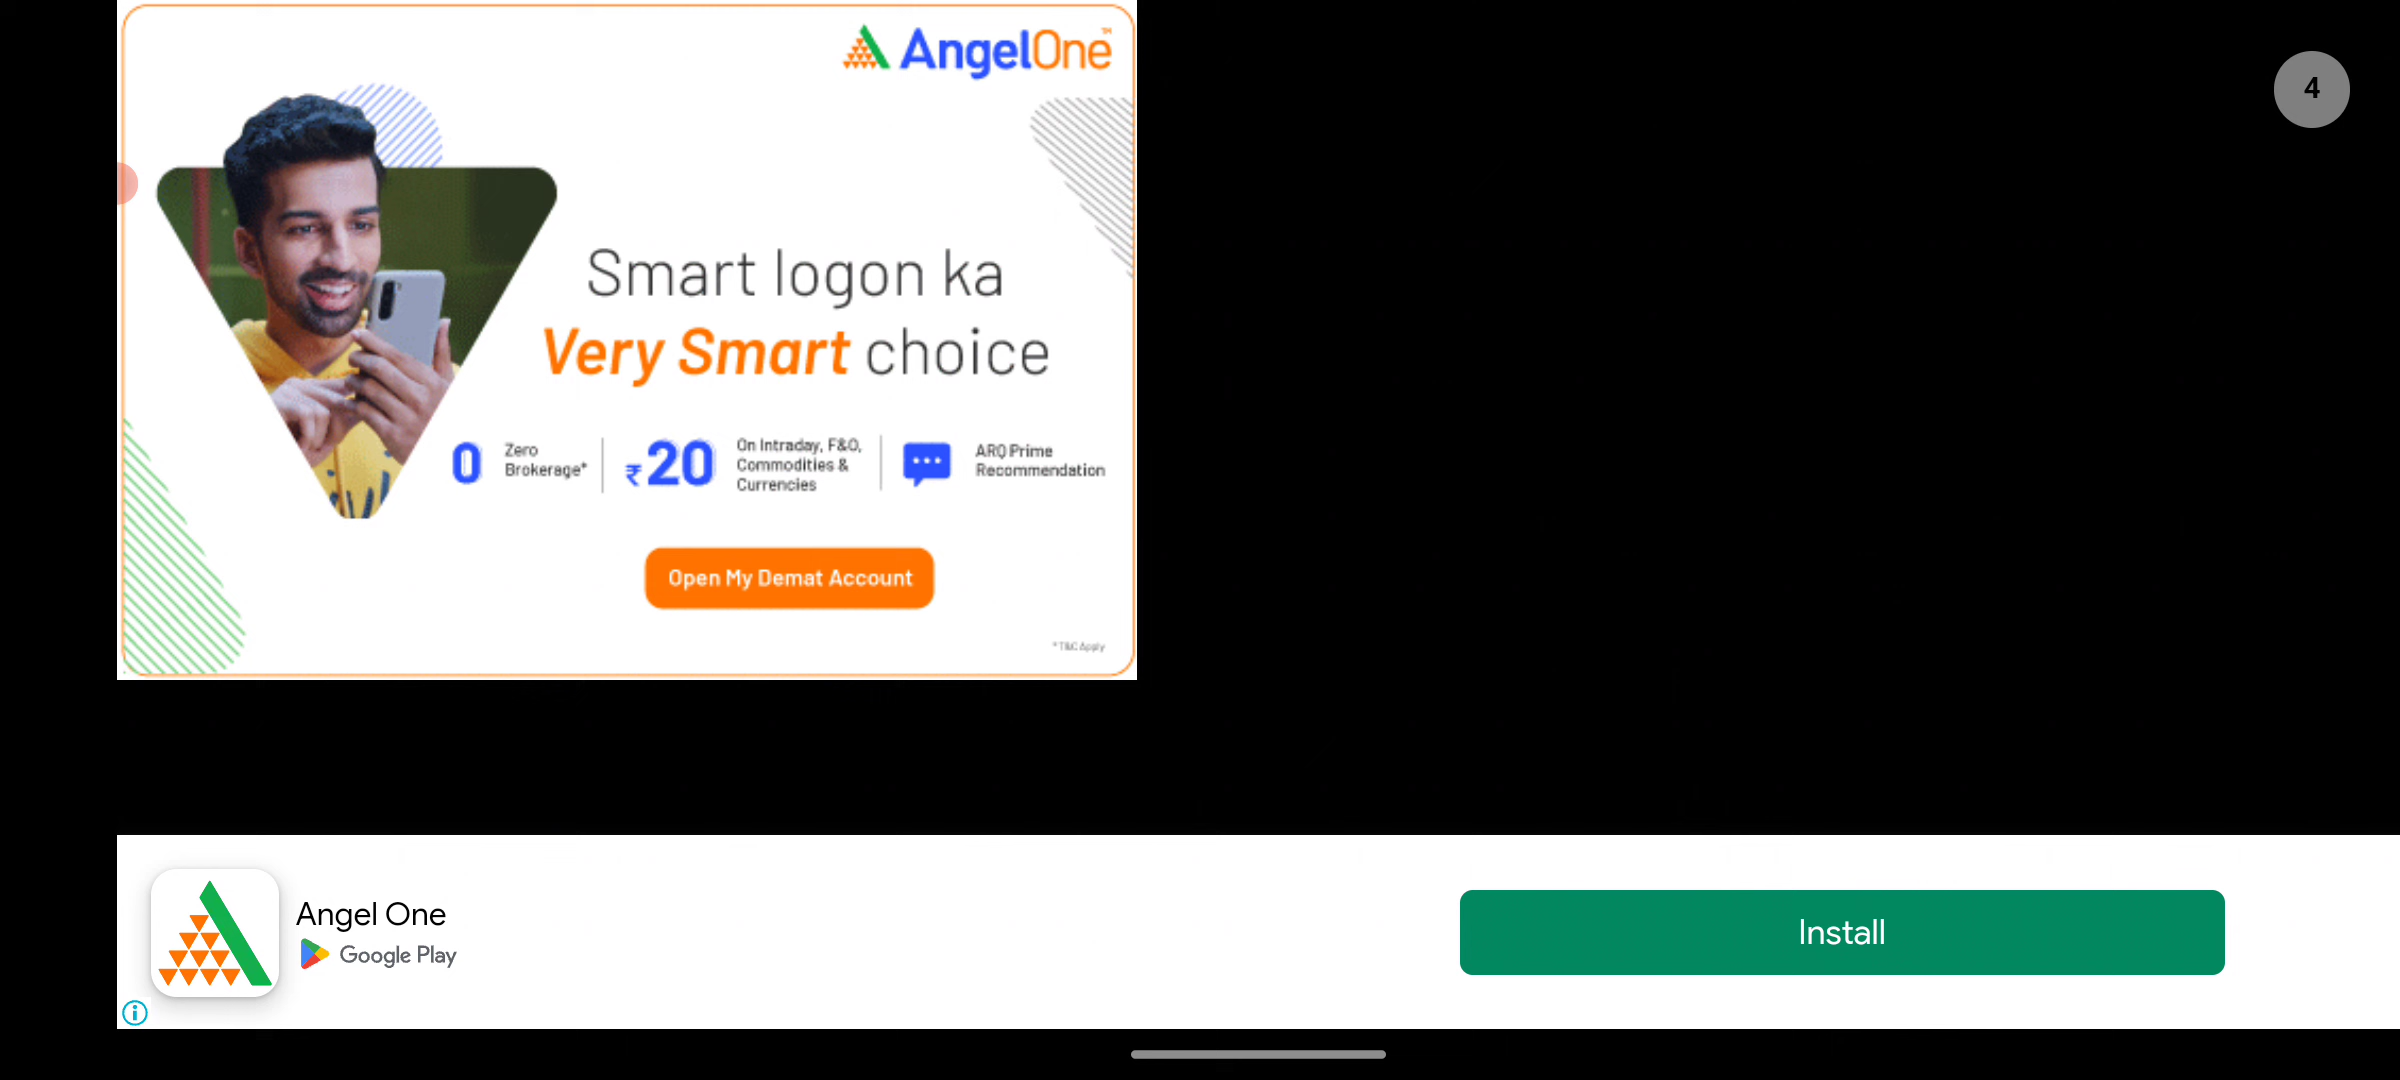 AngelOne™
4
Smart logon ka
Very Smart choice
0 Zero
Brokerage*
₹20 On Intraday, F&O,
Commodities &
Currencies
ARQ Prime
Recommendation
Open My Demat Account
*T&C Apply
Angel One
Google Play
Install